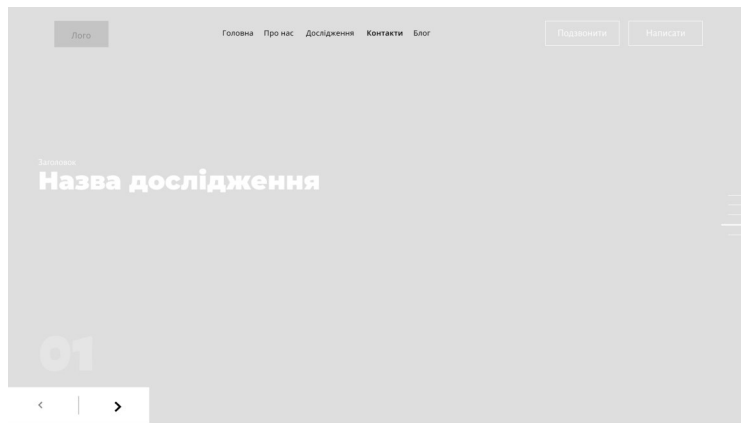 Лого
Головна Про нас Дослідження Контакти Блог
Подзвонити Написати
Заголовок
Назва дослідження
01